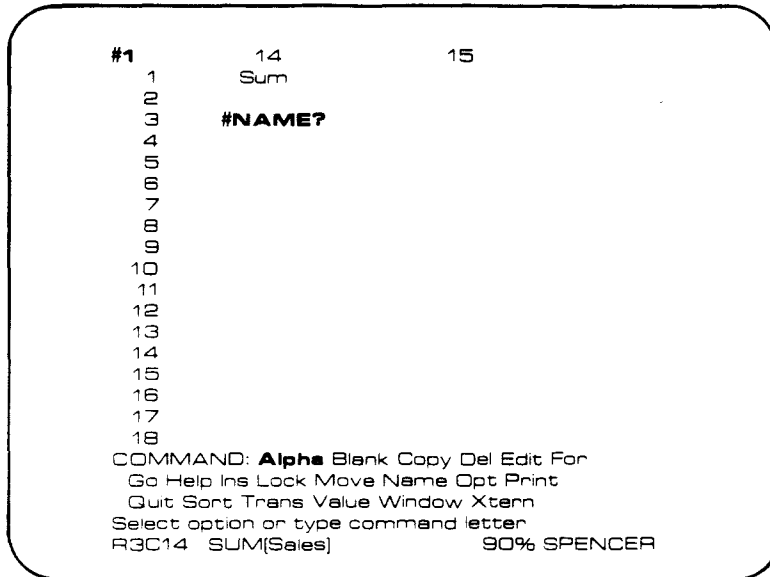 #1 14 15
1 Sum
2
3 #NAME?
4
5
6
7
8
9
10
11
12
13
14
15
16
17
18
COMMAND: Alpha Blank Copy Del Edit For
Go Help Ins Lock Move Name Opt Print
Quit Sort Trans Value Window Xtern
Select option or type command letter
R3C14 SUM(Sales) 90% SPENCER